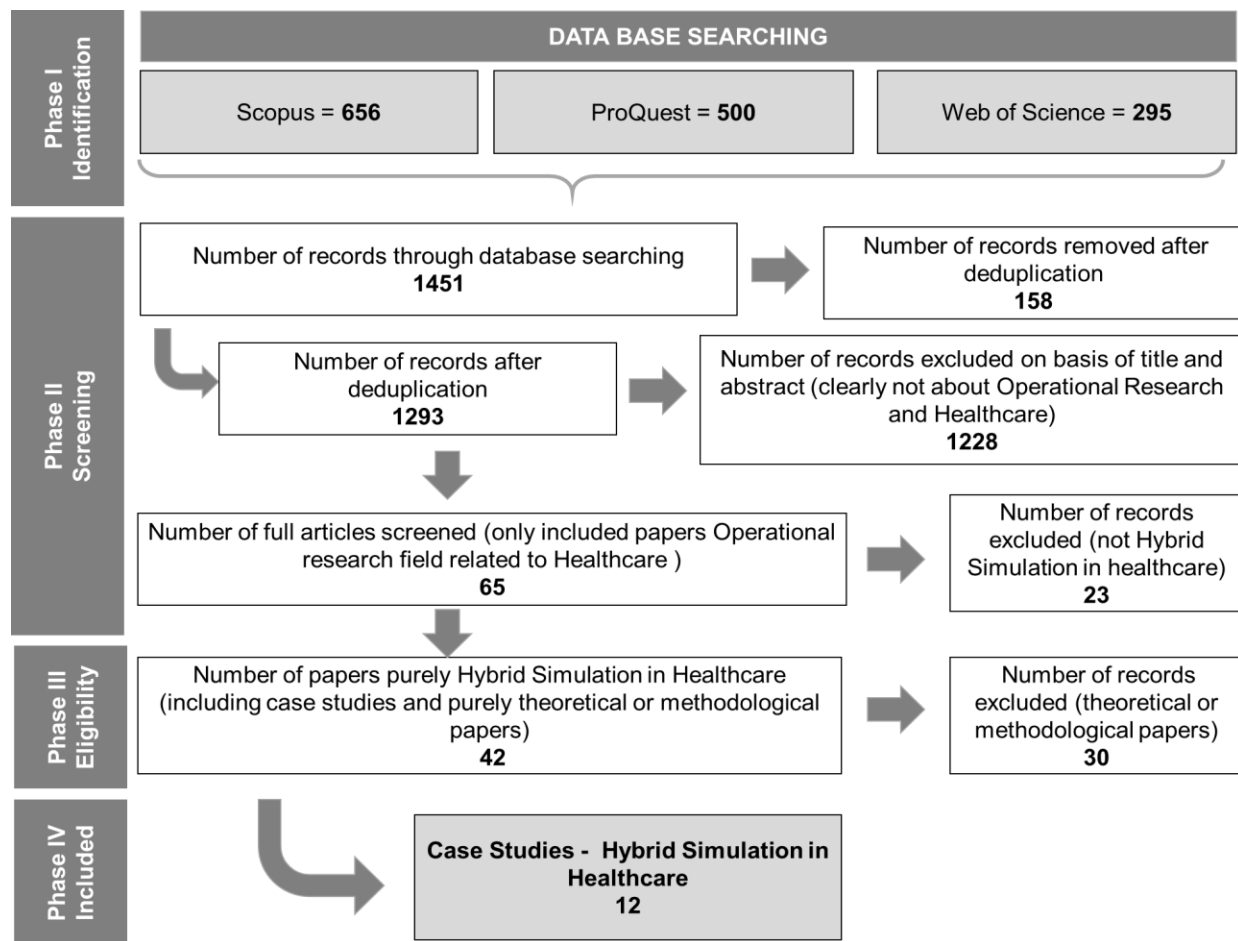 Phase I
Identification
DATA BASE SEARCHING
Scopus = 656
ProQuest = 500
Web of Science = 295
Phase II
Screening
Number of records through database searching
1451
Number of records removed after
deduplication
158
Number of records after
deduplication
1293
Number of records excluded on basis of title and
abstract (clearly not about Operational Research
and Healthcare)
1228
Number of full articles screened (only included papers Operational
research field related to Healthcare )
65
Number of records
excluded (not Hybrid
Simulation in healthcare)
23
Phase III
Eligibility
Number of papers purely Hybrid Simulation in Healthcare
(including case studies and purely theoretical or methodological
papers)
42
Number of records
excluded (theoretical or
methodological papers)
30
Phase IV
Included
Case Studies - Hybrid Simulation in
Healthcare
12